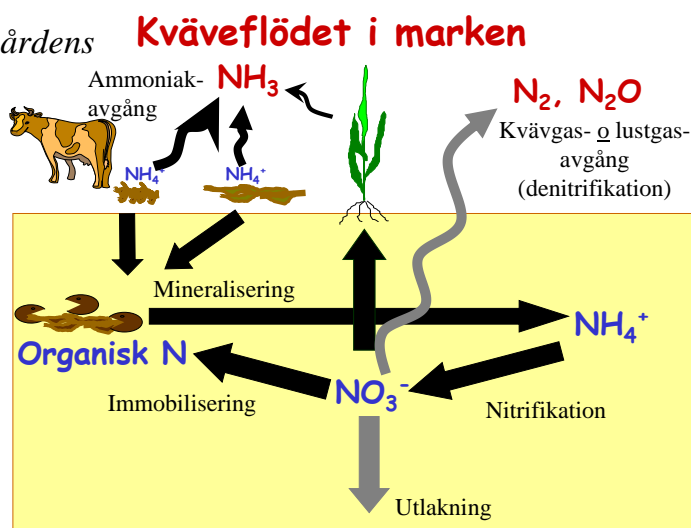 årdens
Kväveflödet i marken
Ammoniak-
avgång
NH₃
N₂, N₂O
Kvävgas- o lustgas-
avgång
(denitrifikation)
NH₄⁺
NH₄⁺
Mineralisering
Organisk N
NH₄⁺
NO₃⁻
Immobilisering
Nitrifikation
Utlakning